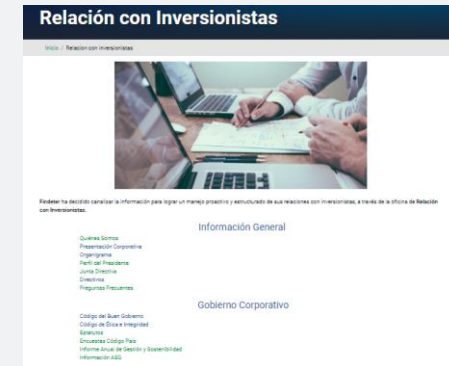 Relación con Inversionistas
Inicio / Relación con Inversionistas
Findeter ha decidido canalizar la información para lograr un manejo proactivo y estructurado de sus relaciones con inversionistas, a través de la oficina de Relación
con Inversionistas.
Información General
Quiénes Somos
Presentación Corporativa
Organigrama
Perfil del Presidente
Junta Directiva
Directivos
Preguntas Frecuentes
Gobierno Corporativo
Código del Buen Gobierno
Código de Ética e Integridad
Estatutos
Encuestas Código País
Informe Anual de Gestión y Sostenibilidad
Información ASG